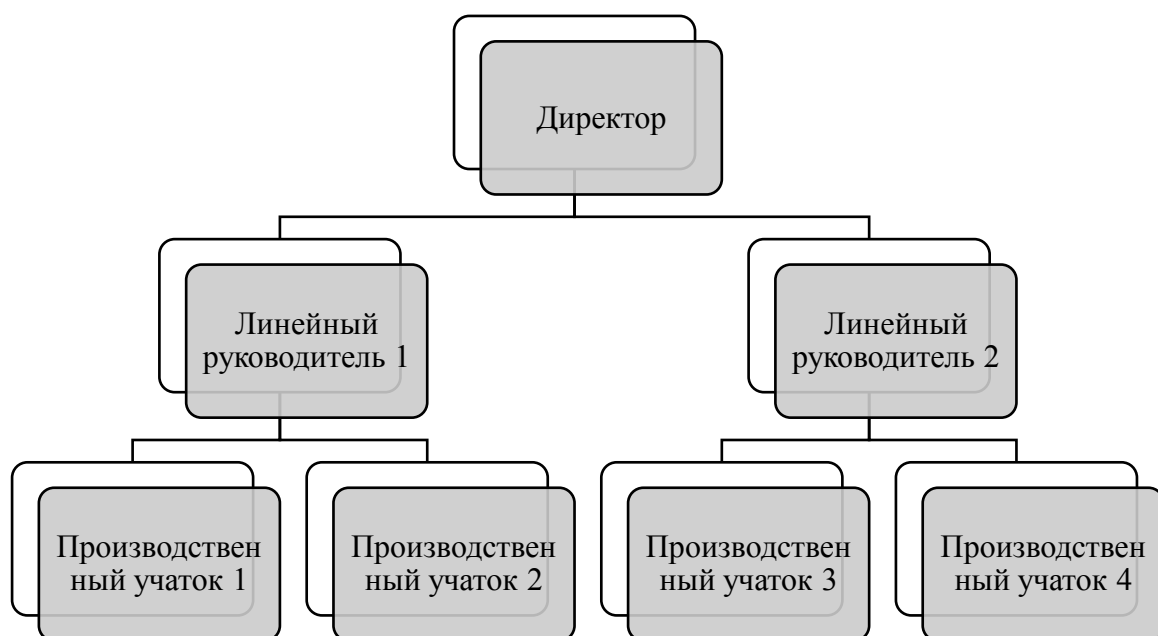 Директор
Линейный
руководитель 1
Линейный
руководитель 2
Производствен
ный учаток 1
Производствен
ный учаток 2
Производствен
ный учаток 3
Производствен
ный учаток 4